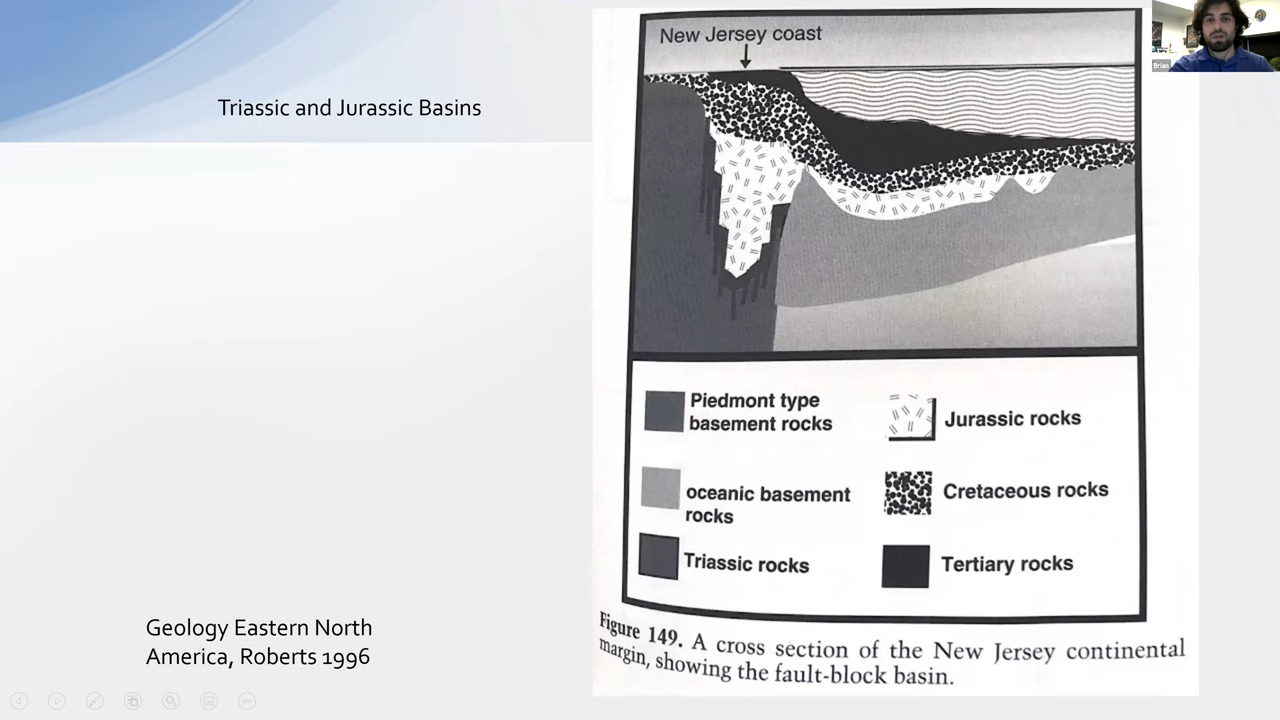 New Jersey coast
Brian
Triassic and Jurassic Basins
Piedmont type
basement rocks
oceanic basement
rocks
Triassic rocks
Jurassic rocks
Cretaceous rocks
Tertiary rocks
Figure 149. A cross section of the New Jersey continental
margin, showing the fault-block basin.
Geology Eastern North
America, Roberts 1996